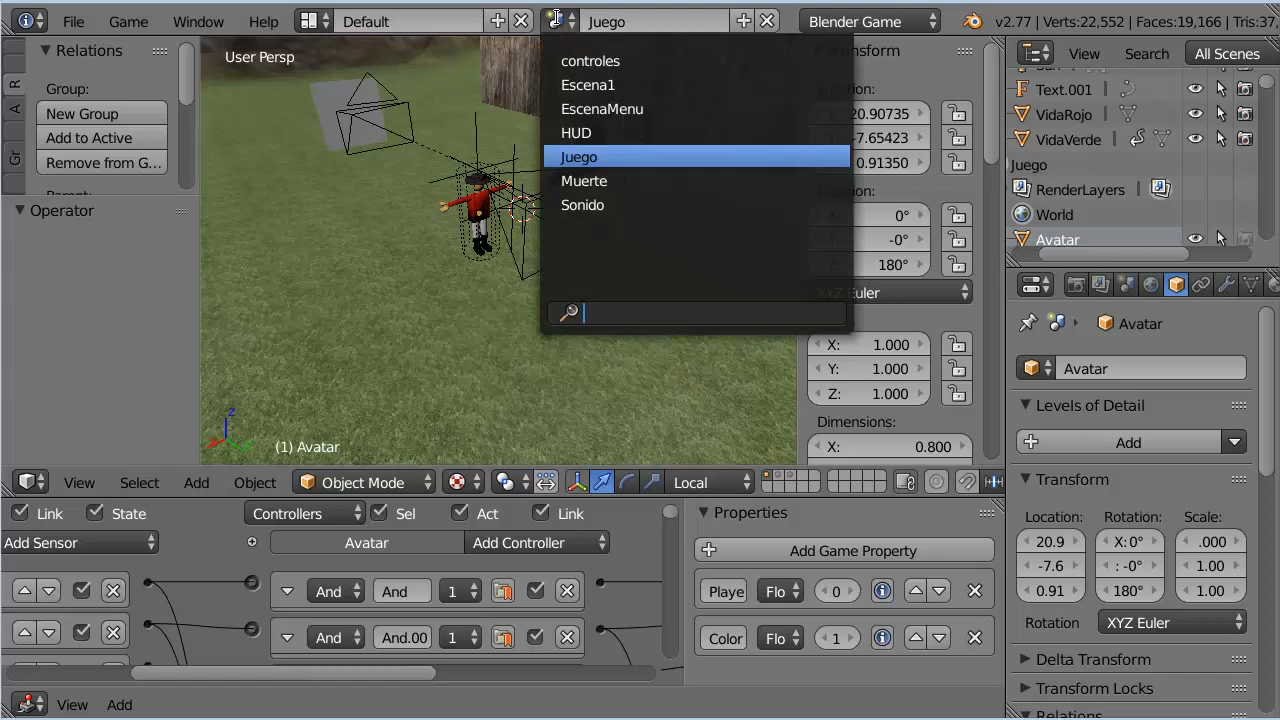 File Game Window Help Default Juego Blender Game v2.77 | Verts:22,552 | Faces:19,166 | Tris:37,
Relations
Group:
New Group
Add to Active
Remove from G...
Operator
R
A
Gr
User Persp
(1) Avatar
controles
Escena1
EscenaMenu
HUD
Juego
Muerte
Sonido
Transform
20.90735
-7.65423
0.91350
0°
-0°
Z: 180°
XYZ Euler
X: 1.000
Y: 1.000
Z: 1.000
Dimensions:
X: 0.800
View Search All Scenes
Text.001
VidaRojo
VidaVerde
Juego
RenderLayers
World
Avatar
Avatar
Avatar
Levels of Detail
Add
Transform
Location: Rotation: Scale:
20.9 X: 0° .000
-7.6 : -0° 1.00
0.91 180° 1.00
Rotation XYZ Euler
Delta Transform
Transform Locks
Relations
View Select Add Object Object Mode Local
Link State Controllers Sel Act Link
Add Sensor Avatar Add Controller
And And 1
And And.00 1
Properties
Add Game Property
Playe Flo 0
Color Flo 1
View Add